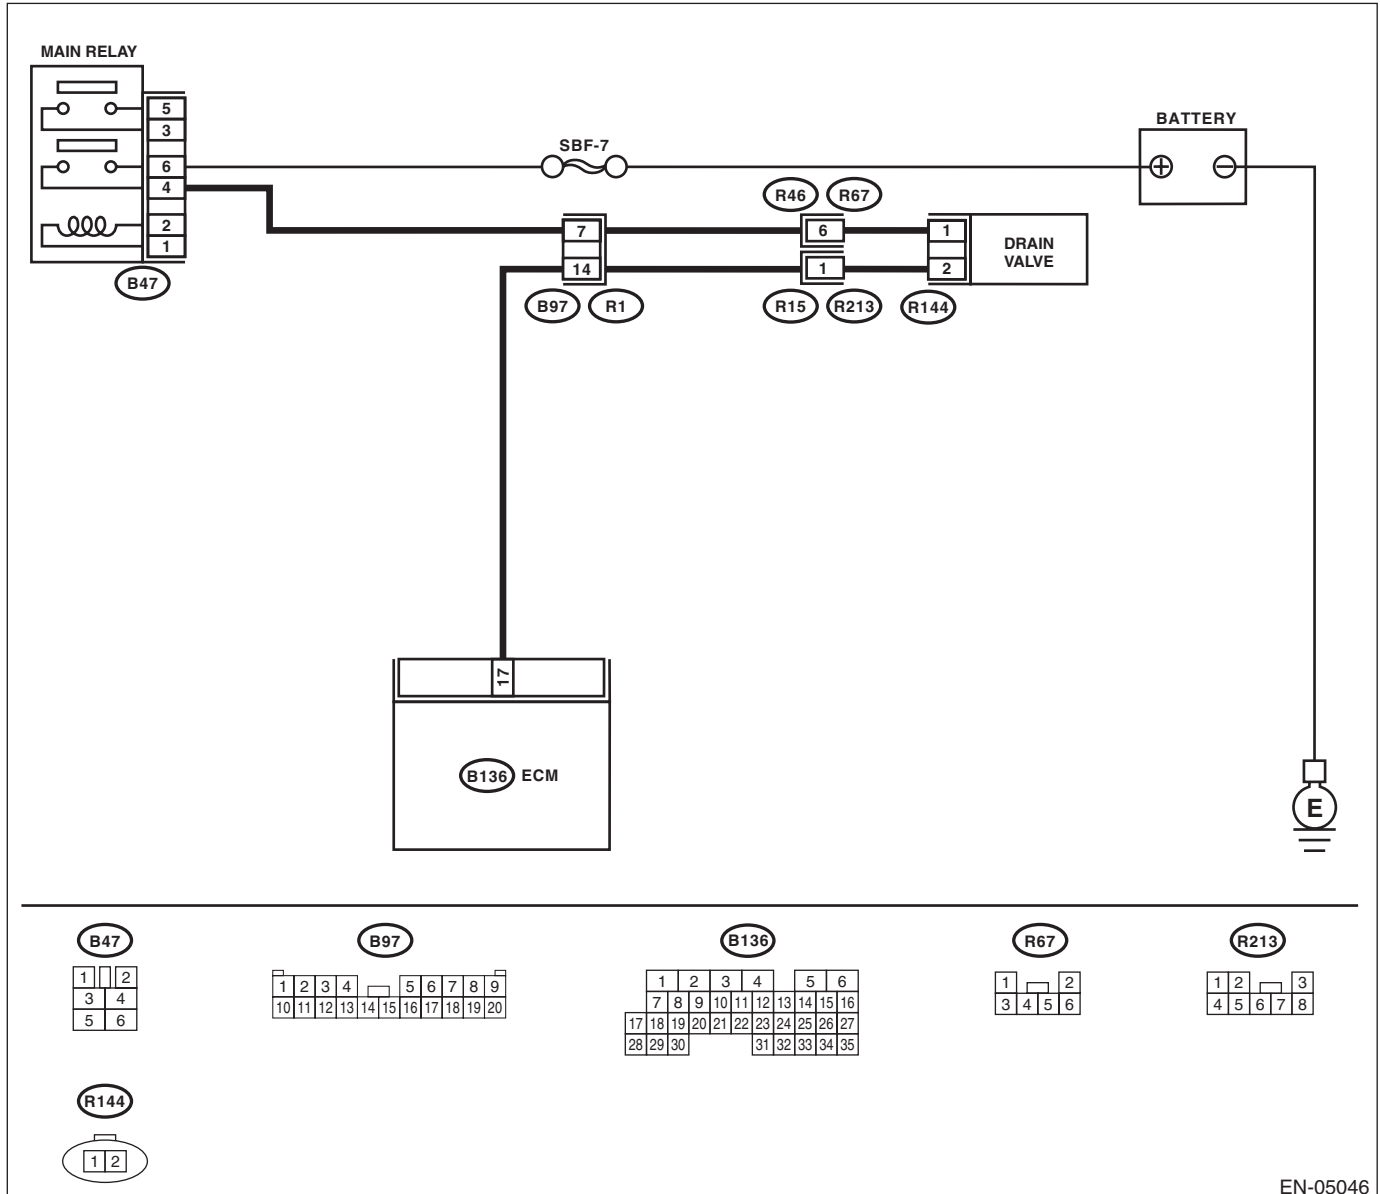 MAIN RELAY
5
3
6
4
2
1
B47
SBF-7
BATTERY
R46 R67
7
6
1
DRAIN
VALVE
14
1
2
B97 R1
R15 R213 R144
17
B136 ECM
E
B47
1 2
3 4
5 6
B97
1 2 3 4 5 6 7 8 9
10 11 12 13 14 15 16 17 18 19 20
B136
1 2 3 4 5 6
7 8 9 10 11 12 13 14 15 16
17 18 19 20 21 22 23 24 25 26 27
28 29 30 31 32 33 34 35
R67
1 2
3 4 5 6
R213
1 2 3
4 5 6 7 8
R144
1 2
EN-05046